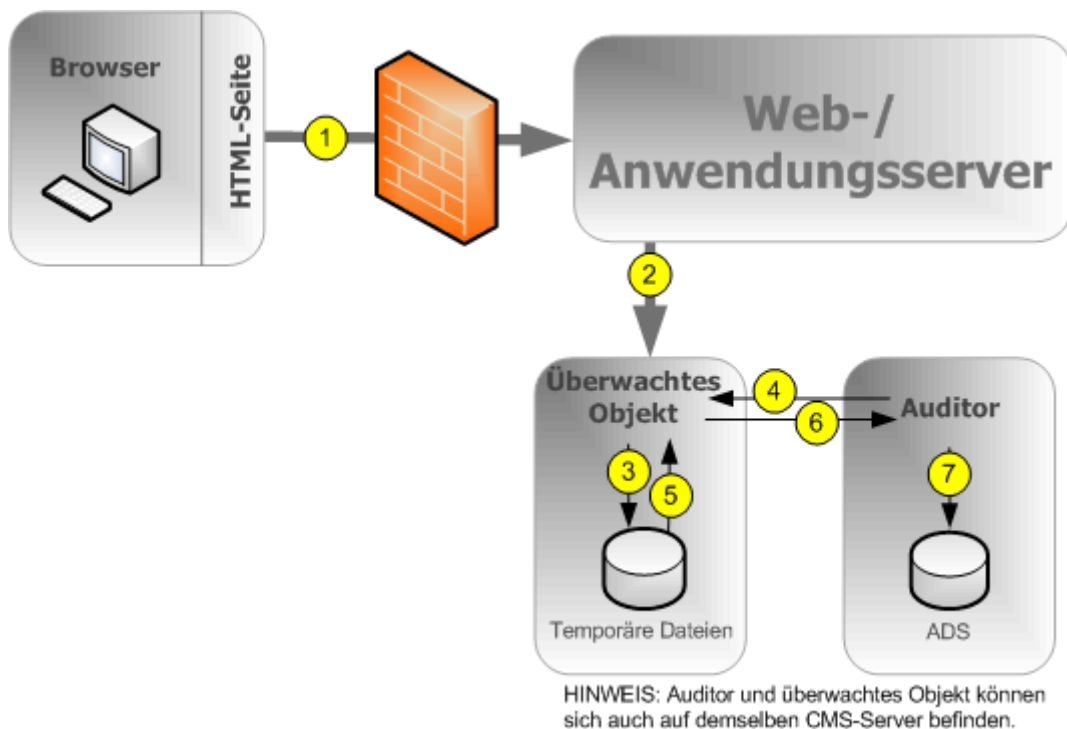 Browser
HTML-Seite
1
Web-/
Anwendungsserver
2
Überwachtes
Objekt
4
6
Auditor
3
5
7
Temporäre Dateien
ADS
HINWEIS: Auditor und überwachtes Objekt können
sich auch auf demselben CMS-Server befinden.